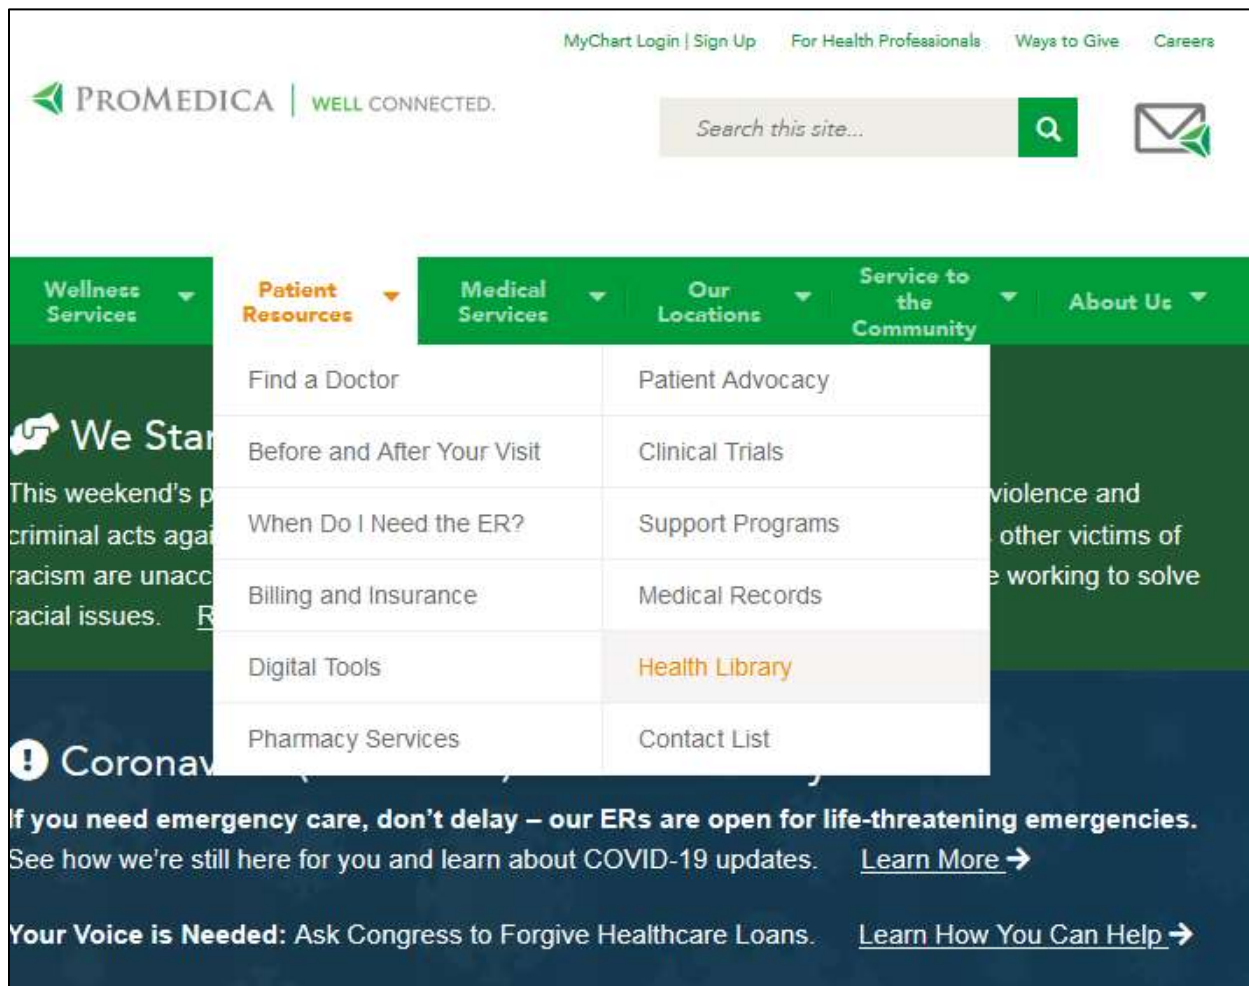 MyChart Login | Sign Up For Health Professionals Ways to Give Careers
PROMEDICA | WELL CONNECTED.
Search this site...
Wellness
Services
Patient
Resources
Medical
Services
Our
Locations
Service to
the
Community
About Us
Find a Doctor
Before and After Your Visit
When Do I Need the ER?
Billing and Insurance
Digital Tools
Pharmacy Services
Patient Advocacy
Clinical Trials
Support Programs
Medical Records
Health Library
Contact List
We
This weekend's
violence and
criminal acts
other victims of
racism are
working to solve
racial issues.
If you need emergency care, don't delay – our ERs are open for life-threatening emergencies.
See how we're still here for you and learn about COVID-19 updates. Learn More →
Your Voice is Needed: Ask Congress to Forgive Healthcare Loans. Learn How You Can Help →